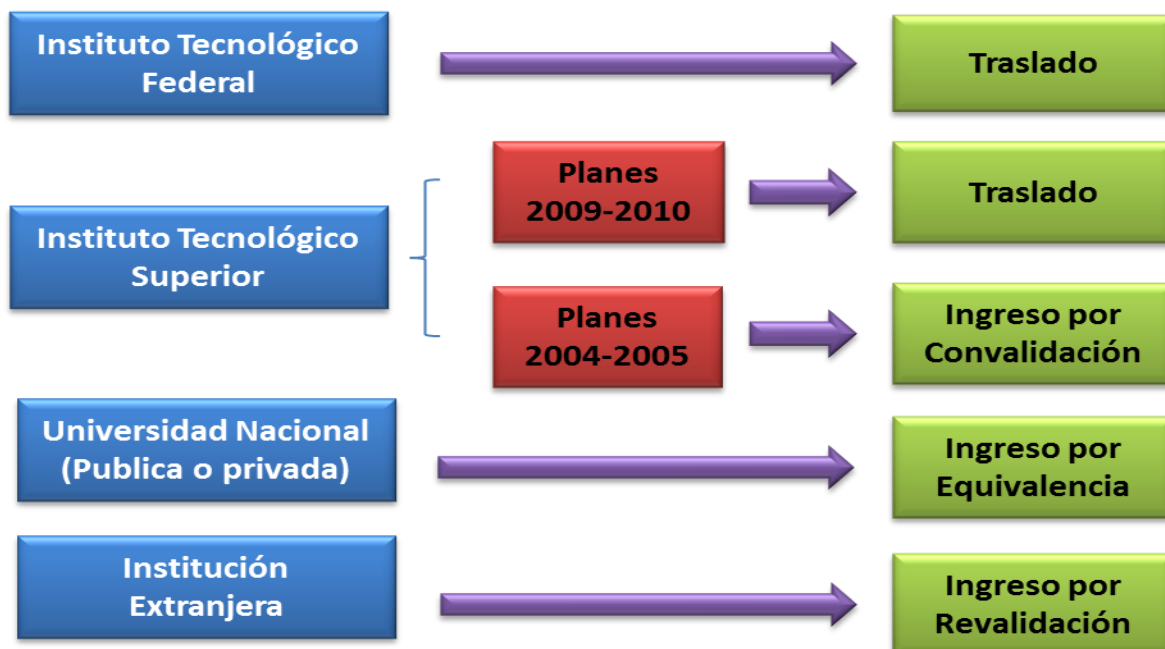 Instituto Tecnológico
Federal
Traslado
Instituto Tecnológico
Superior
Planes
2009-2010
Traslado
Planes
2004-2005
Ingreso por
Convalidación
Universidad Nacional
(Publica o privada)
Ingreso por
Equivalencia
Institución
Extranjera
Ingreso por
Revalidación